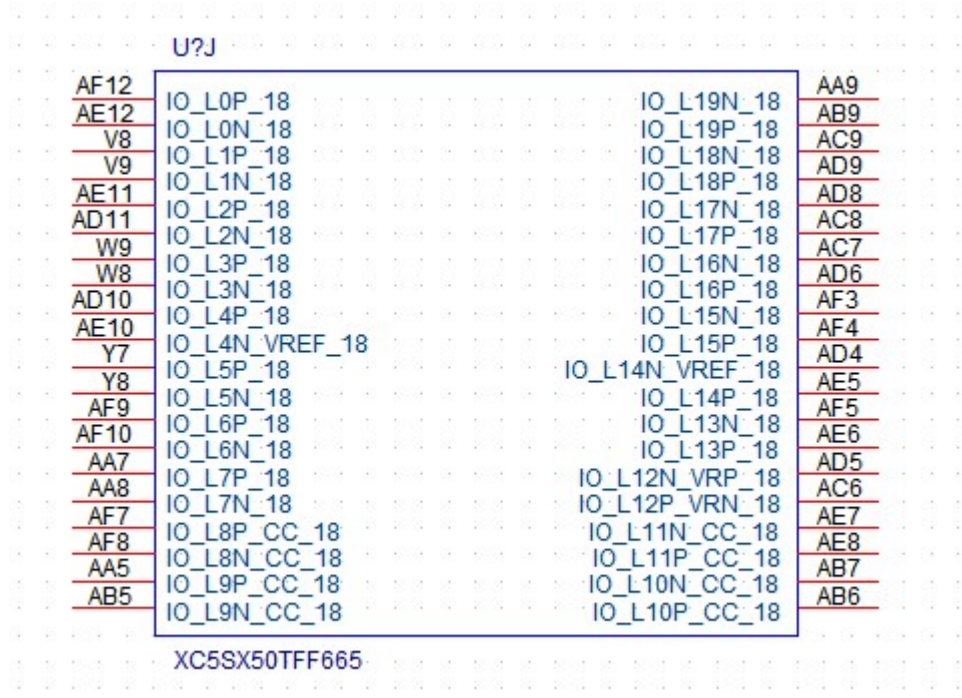 U?J
AF12 IO_L0P_18 IO_L19N_18 AA9
AE12 IO_L0N_18 IO_L19P_18 AB9
V8 IO_L1P_18 IO_L18N_18 AC9
V9 IO_L1N_18 IO_L18P_18 AD9
AE11 IO_L2P_18 IO_L17N_18 AD8
AD11 IO_L2N_18 IO_L17P_18 AC8
W9 IO_L3P_18 IO_L16N_18 AC7
W8 IO_L3N_18 IO_L16P_18 AD6
AD10 IO_L4P_18 IO_L15N_18 AF3
AE10 IO_L4N_VREF_18 IO_L15P_18 AF4
Y7 IO_L5P_18 IO_L14N_VREF_18 AD4
Y8 IO_L5N_18 IO_L14P_18 AE5
AF9 IO_L6P_18 IO_L13N_18 AF5
AF10 IO_L6N_18 IO_L13P_18 AE6
AA7 IO_L7P_18 IO_L12N_VRP_18 AD5
AA8 IO_L7N_18 IO_L12P_VRN_18 AC6
AF7 IO_L8P_CC_18 IO_L11N_CC_18 AE7
AF8 IO_L8N_CC_18 IO_L11P_CC_18 AE8
AA5 IO_L9P_CC_18 IO_L10N_CC_18 AB7
AB5 IO_L9N_CC_18 IO_L10P_CC_18 AB6
XC5SX50TFF665